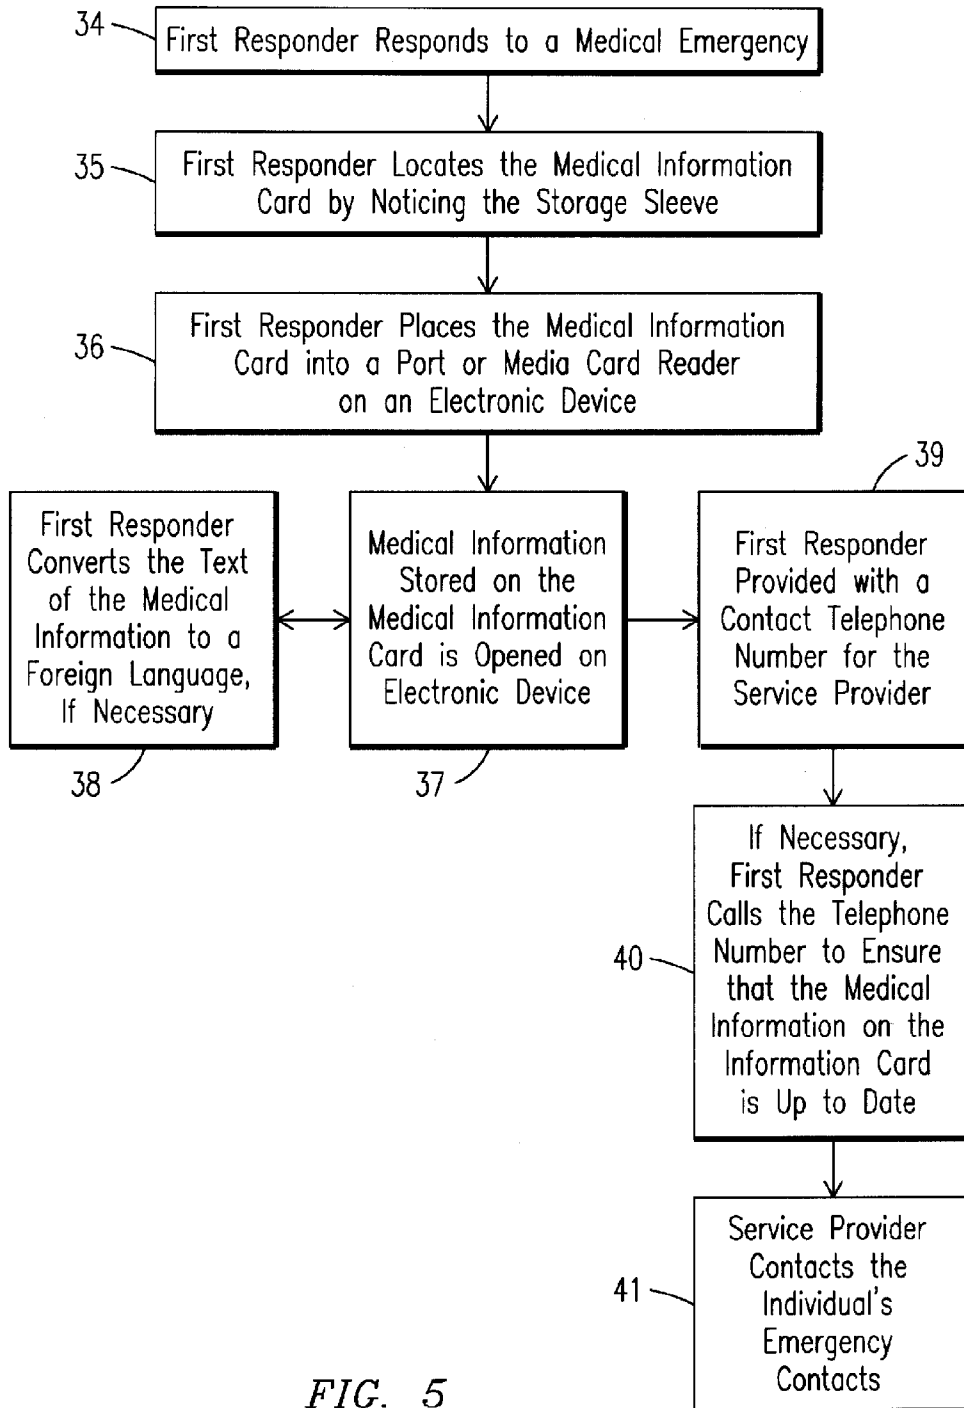 34
First Responder Responds to a Medical Emergency
35
First Responder Locates the Medical Information
Card by Noticing the Storage Sleeve
36
First Responder Places the Medical Information
Card into a Port or Media Card Reader
on an Electronic Device
First Responder
Converts the Text
of the Medical
Information to a
Foreign Language,
If Necessary
38
Medical Information
Stored on the
Medical Information
Card is Opened on
Electronic Device
37
39
First Responder
Provided with a
Contact Telephone
Number for the
Service Provider
40
If Necessary,
First Responder
Calls the Telephone
Number to Ensure
that the Medical
Information on the
Information Card
is Up to Date
41
Service Provider
Contacts the
Individual's
Emergency
Contacts
FIG. 5